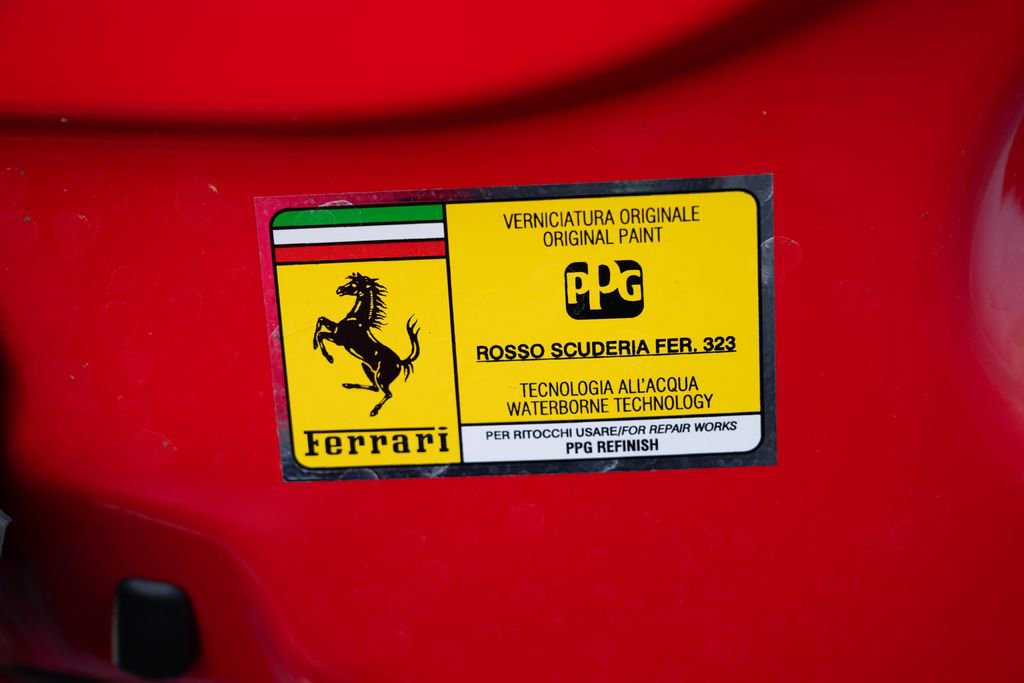 Ferrari
VERNICIATURA ORIGINALE
ORIGINAL PAINT
PPG
ROSSO SCUDERIA FER. 323
TECNOLOGIA ALL'ACQUA
WATERBORNE TECHNOLOGY
PER RITOCCHI USARE/FOR REPAIR WORKS
PPG REFINISH